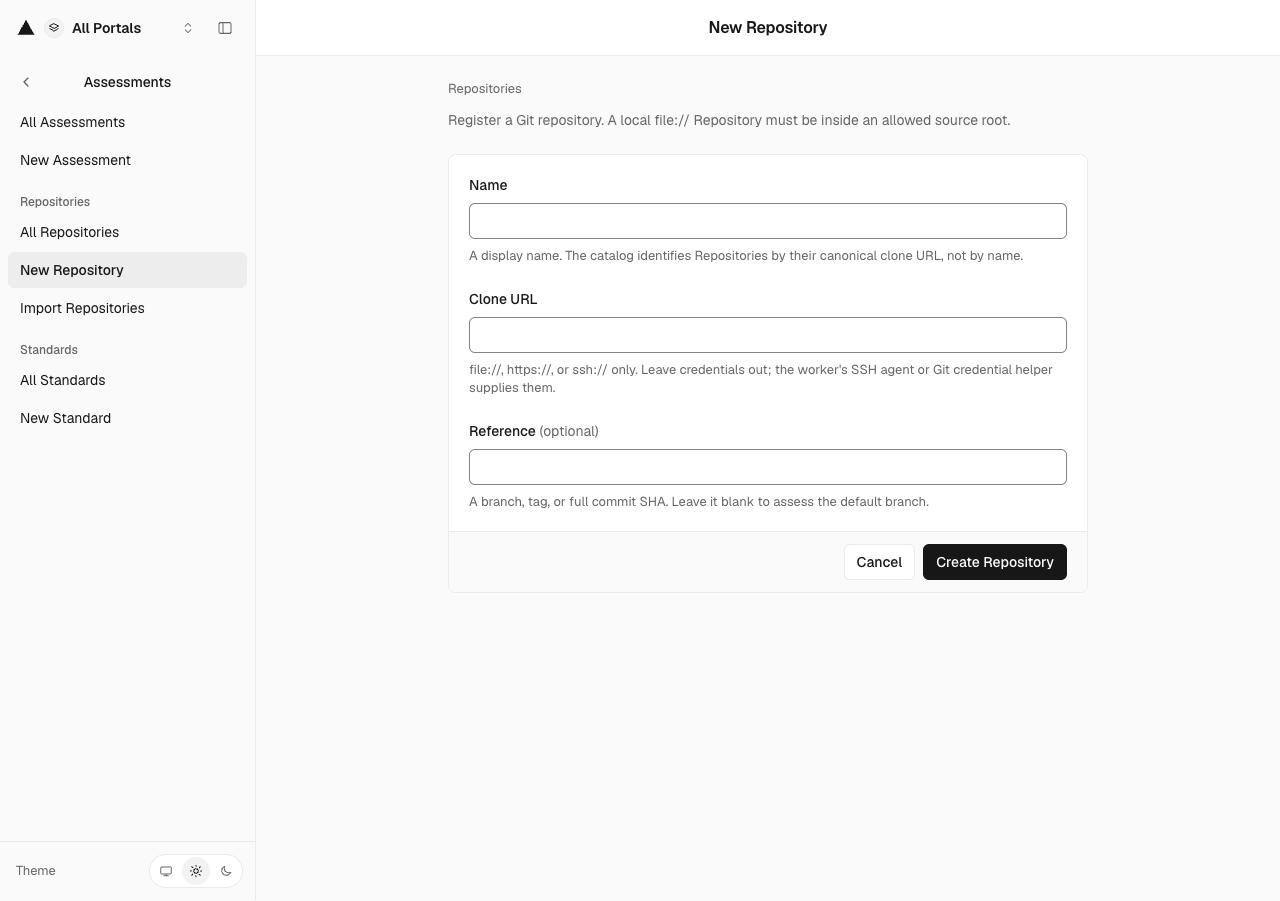 All Portals
Assessments
All Assessments
New Assessment
Repositories
All Repositories
New Repository
Import Repositories
Standards
All Standards
New Standard
Theme
New Repository
Repositories
Register a Git repository. A local file:// Repository must be inside an allowed source root.
Name
A display name. The catalog identifies Repositories by their canonical clone URL, not by name.
Clone URL
file://, https://, or ssh:// only. Leave credentials out; the worker's SSH agent or Git credential helper
supplies them.
Reference (optional)
A branch, tag, or full commit SHA. Leave it blank to assess the default branch.
Cancel
Create Repository